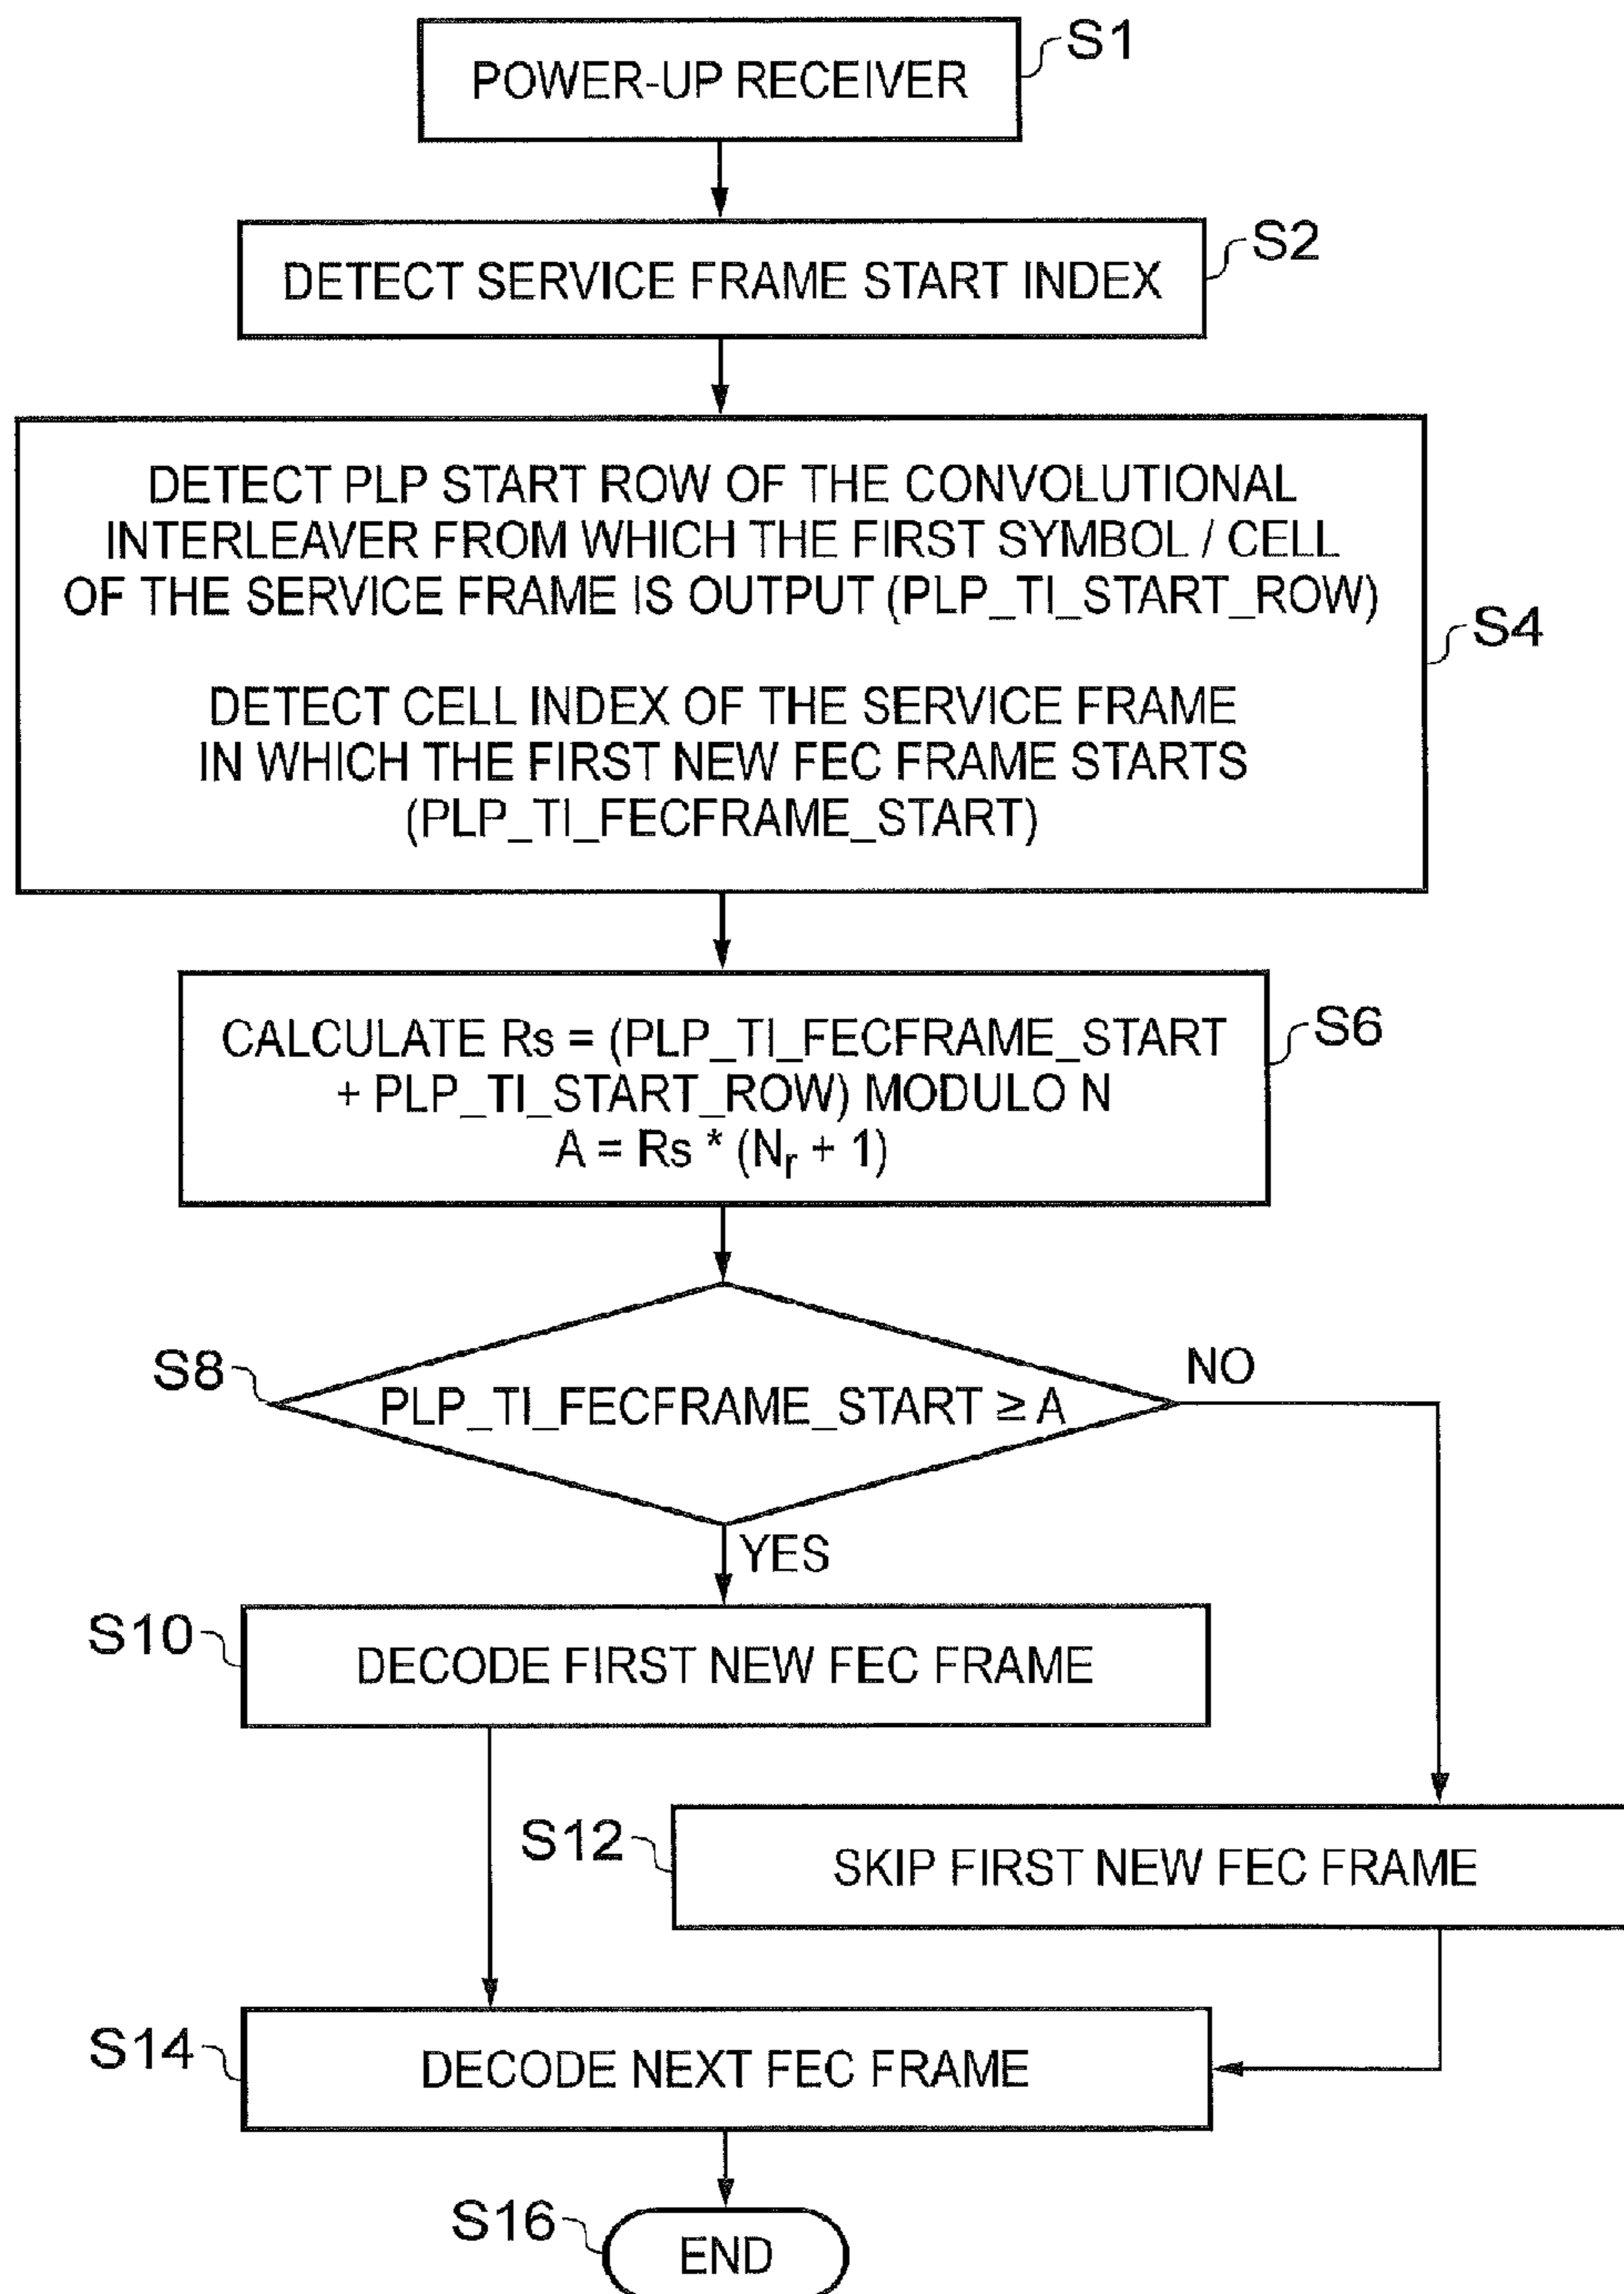 POWER-UP RECEIVER
S1
DETECT SERVICE FRAME START INDEX
S2
DETECT PLP START ROW OF THE CONVOLUTIONAL
INTERLEAVER FROM WHICH THE FIRST SYMBOL / CELL
OF THE SERVICE FRAME IS OUTPUT (PLP_TI_START_ROW)
DETECT CELL INDEX OF THE SERVICE FRAME
IN WHICH THE FIRST NEW FEC FRAME STARTS
(PLP_TI_FECFRAME_START)
S4
CALCULATE Rs = (PLP_TI_FECFRAME_START
+ PLP_TI_START_ROW) MODULO N
A = Rs * (Nr + 1)
S6
S8
PLP_TI_FECFRAME_START ≥ A
NO
YES
S10
DECODE FIRST NEW FEC FRAME
S12
SKIP FIRST NEW FEC FRAME
S14
DECODE NEXT FEC FRAME
S16
END